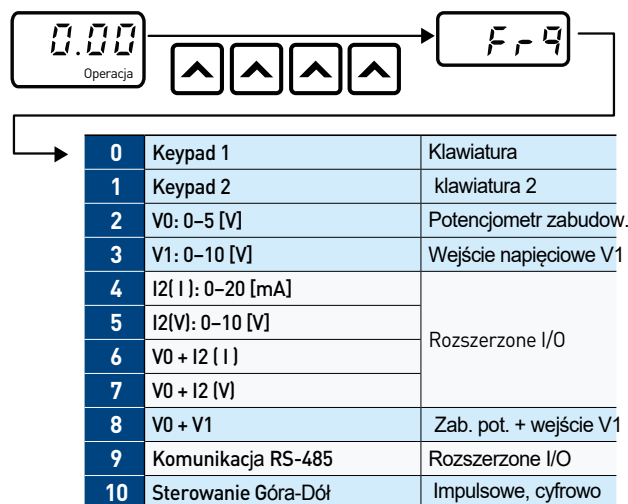 0.00
Operacja
Frq
0 Keypad 1 Klawiatura
1 Keypad 2 klawiatura 2
2 V0: 0–5 [V] Potencjometr zabudow.
3 V1: 0–10 [V] Wejście napięciowe V1
4 I2( I ): 0–20 [mA]
5 I2(V): 0–10 [V]
Rozszerzone I/O
6 V0 + I2 ( I )
7 V0 + I2 (V)
8 V0 + V1 Zab. pot. + wejście V1
9 Komunikacja RS-485 Rozszerzone I/O
10 Sterowanie Góra-Dół Impulsowe, cyfrowo